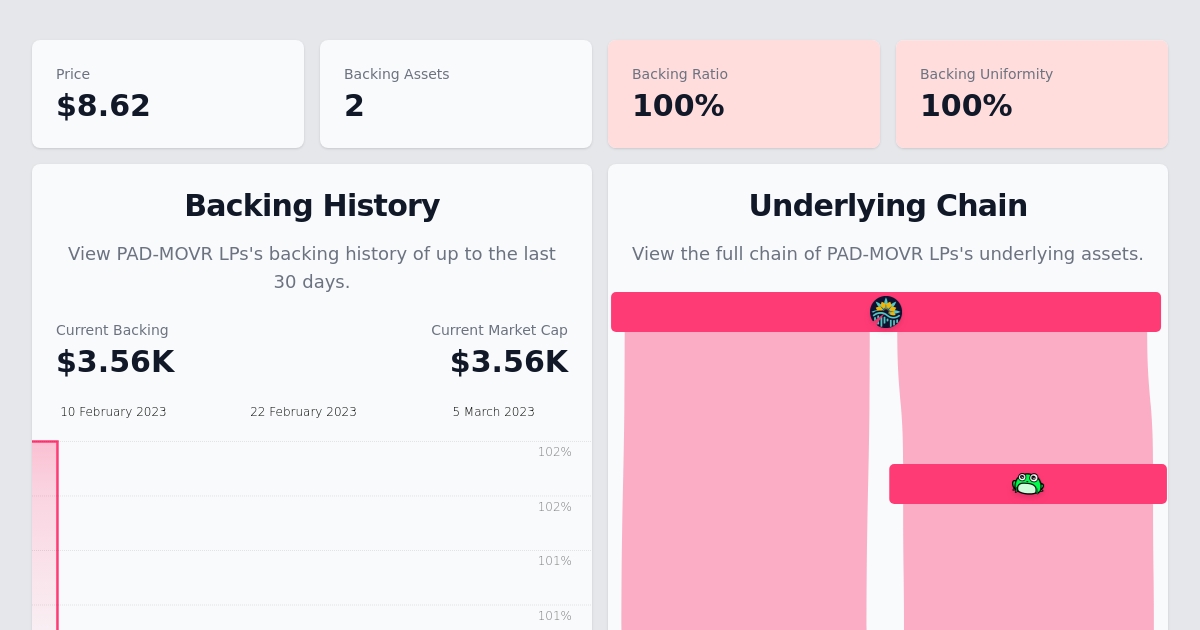 Price
$8.62
Backing Assets
2
Backing Ratio
100%
Backing Uniformity
100%
Backing History
View PAD-MOVR LPs's backing history of up to the last
30 days.
Current Backing
$3.56K
Current Market Cap
$3.56K
10 February 2023
22 February 2023
5 March 2023
102%
102%
101%
101%
Underlying Chain
View the full chain of PAD-MOVR LPs's underlying assets.